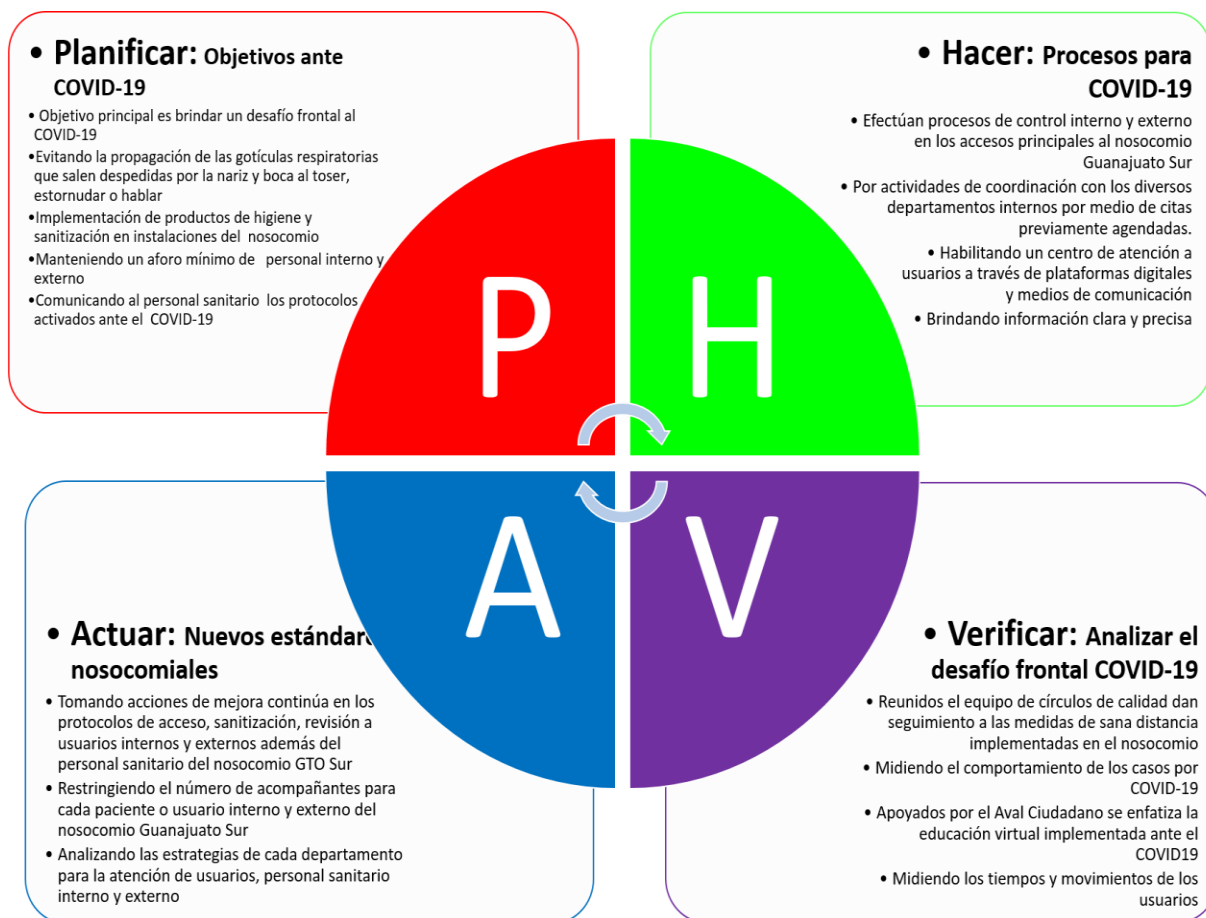 • Planificar: Objetivos ante
COVID-19
• Objetivo principal es brindar un desafío frontal al
COVID-19
• Evitando la propagación de las gotículas respiratorias
que salen despedidas por la nariz y boca al toser,
estornudar o hablar
•Implementación de productos de higiene y
sanitización en instalaciones del nosocomio
•Manteniendo un aforo mínimo de personal interno y
externo
•Comunicando al personal sanitario los protocolos
activados ante el COVID-19
• Hacer: Procesos para
COVID-19
• Efectúan procesos de control interno y externo
en los accesos principales al nosocomio
Guanajuato Sur
• Por actividades de coordinación con los diversos
departamentos internos por medio de citas
previamente agendadas.
• Habilitando un centro de atención a
usuarios a través de plataformas digitales
y medios de comunicación
• Brindando información clara y precisa
P
H
A
V
• Actuar: Nuevos
nosocomiales
• Tomando acciones de mejora continúa en los
protocolos de acceso, sanitización, revisión a
usuarios internos y externos además del
personal sanitario del nosocomio GTO Sur
• Restringiendo el número de acompañantes para
cada paciente o usuario interno y externo del
nosocomio Guanajuato Sur
• Analizando las estrategias de cada departamento
para la atención de usuarios, personal sanitario
interno y externo
• Verificar: Analizar el
desafío frontal COVID-19
• Reunidos el equipo de círculos de calidad dan
seguimiento a las medidas de sana distancia
implementadas en el nosocomio
• Midiendo el comportamiento de los casos por
COVID-19
• Apoyados por el Aval Ciudadano se enfatiza la
educación virtual implementada ante el
COVID19
• Midiendo los tiempos y movimientos de los
usuarios